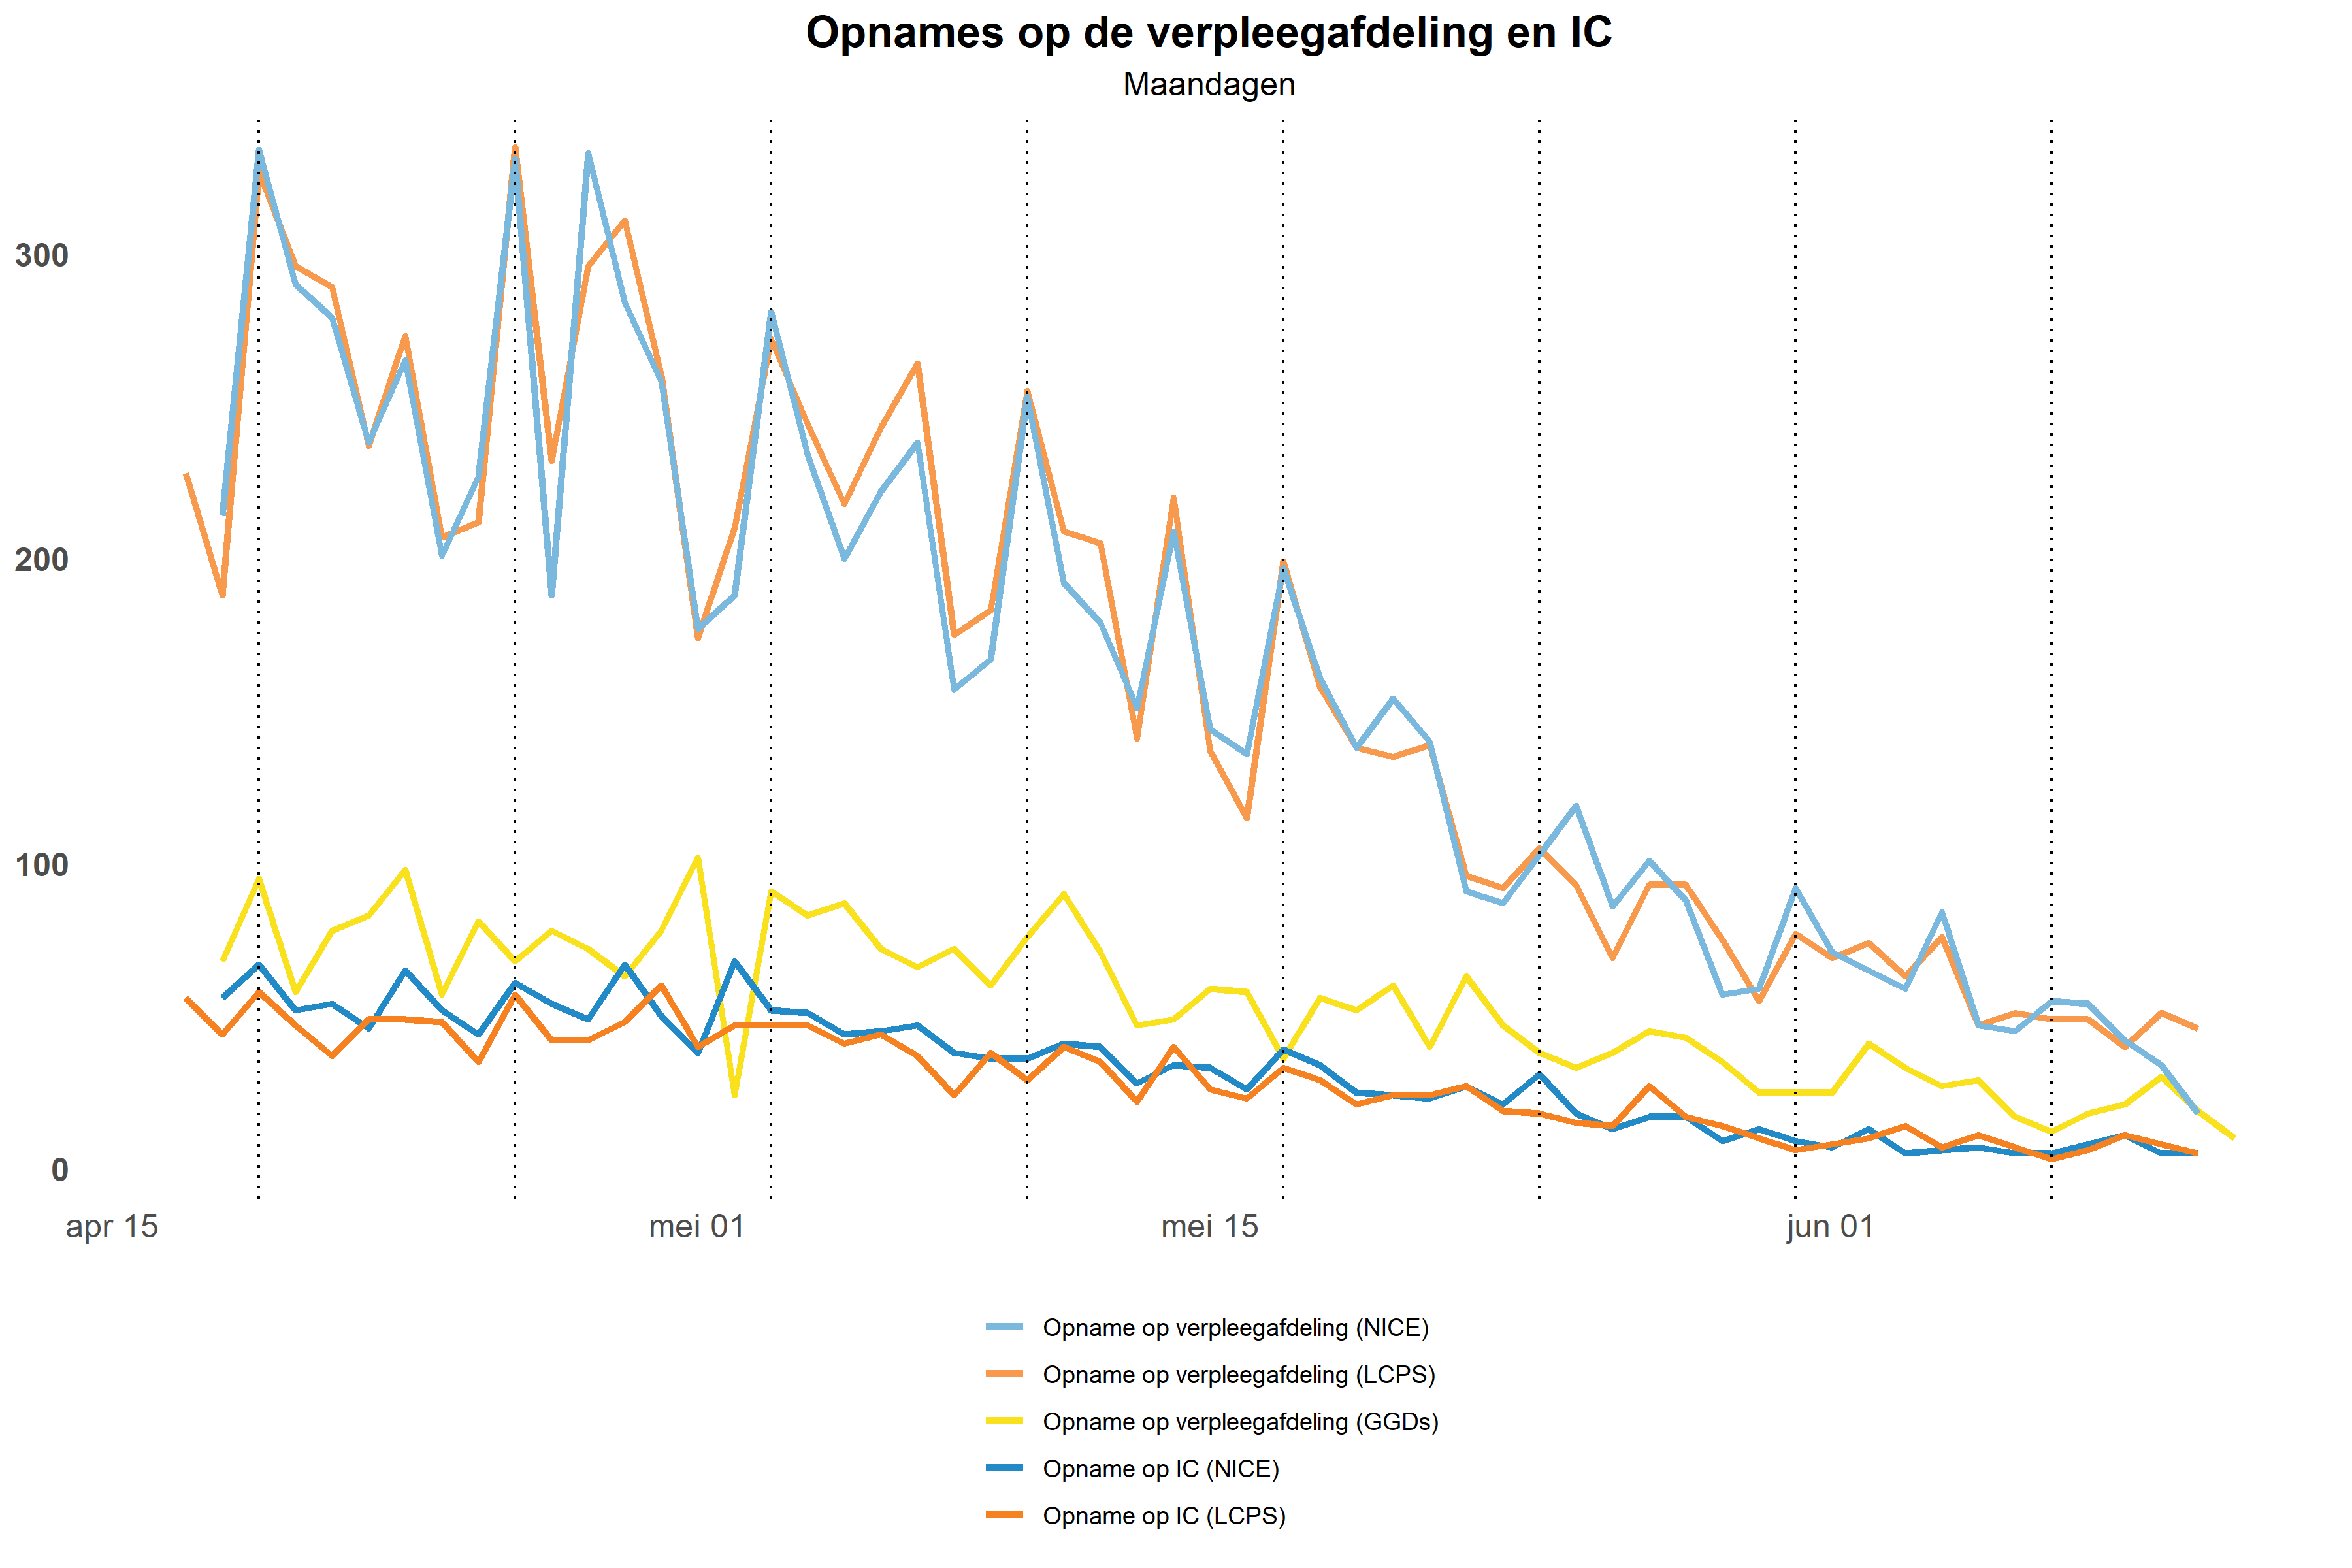 Opnames op de verpleegafdeling en IC
Maandagen
300
200
100
0
apr 15 mei 01 mei 15 jun 01
Opname op verpleegafdeling (NICE)
Opname op verpleegafdeling (LCPS)
Opname op verpleegafdeling (GGDs)
Opname op IC (NICE)
Opname op IC (LCPS)